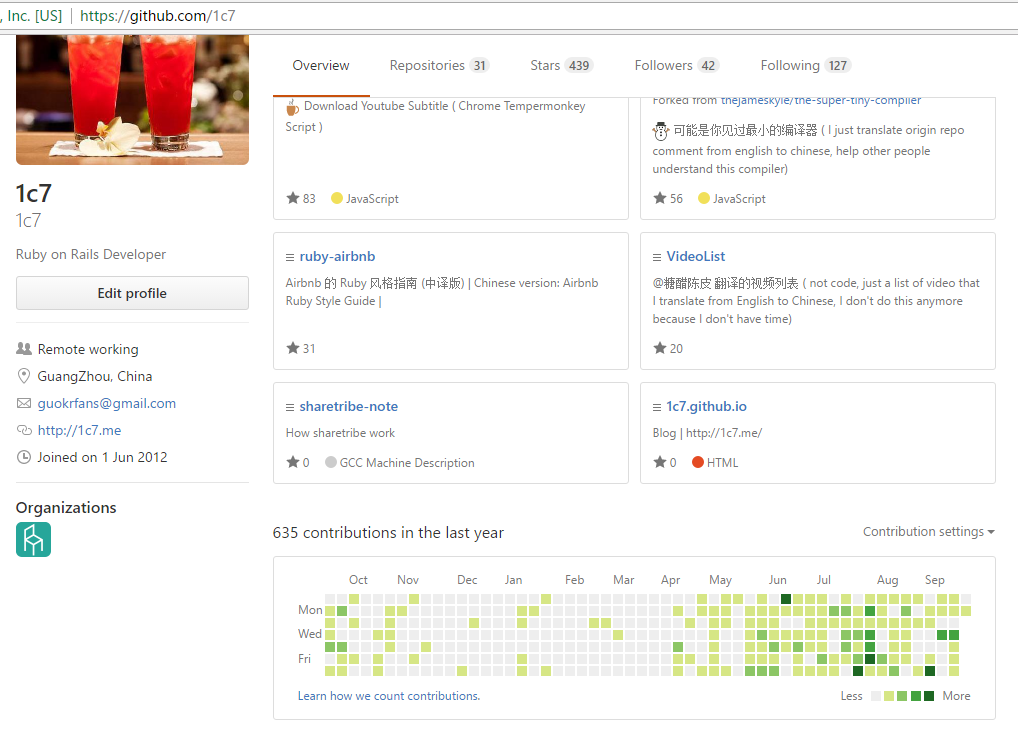 , Inc. [US] | https://github.com/1c7
Overview Repositories 31 Stars 439 Followers 42 Following 127
1c7
1c7
Ruby on Rails Developer
Edit profile
Remote working
GuangZhou, China
guokrfans@gmail.com
http://1c7.me
Joined on 1 Jun 2012
Organizations
Download Youtube Subtitle ( Chrome Tempermonkey
Script )
83 JavaScript
Forked from thejameskyle/the-super-tiny-compiler
可能是你见过最小的编译器 ( I just translate origin repo
comment from english to chinese, help other people
understand this compiler)
56 JavaScript
ruby-airbnb
Airbnb 的 Ruby 风格指南 (中译版) | Chinese version: Airbnb
Ruby Style Guide |
31
VideoList
@糖醋陈皮 翻译的视频列表 ( not code, just a list of video that
I translate from English to Chinese, I don't do this anymore
because I don't have time)
20
sharetribe-note
How sharetribe work
0 GCC Machine Description
1c7.github.io
Blog | http://1c7.me/
0 HTML
635 contributions in the last year
Contribution settings
Oct Nov Dec Jan Feb Mar Apr May Jun Jul Aug Sep
Mon
Wed
Fri
Learn how we count contributions.
Less More